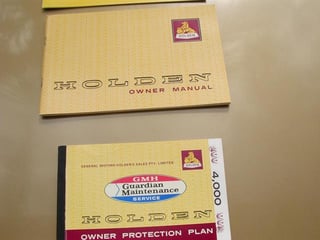 HOLDEN
HOLDEN
OWNER MANUAL
GENERAL MOTORS-HOLDEN'S SALES PTY. LIMITED
GMH
Guardian
Maintenance
SERVICE
4,000
HOLDEN
OWNER PROTECTION PLAN